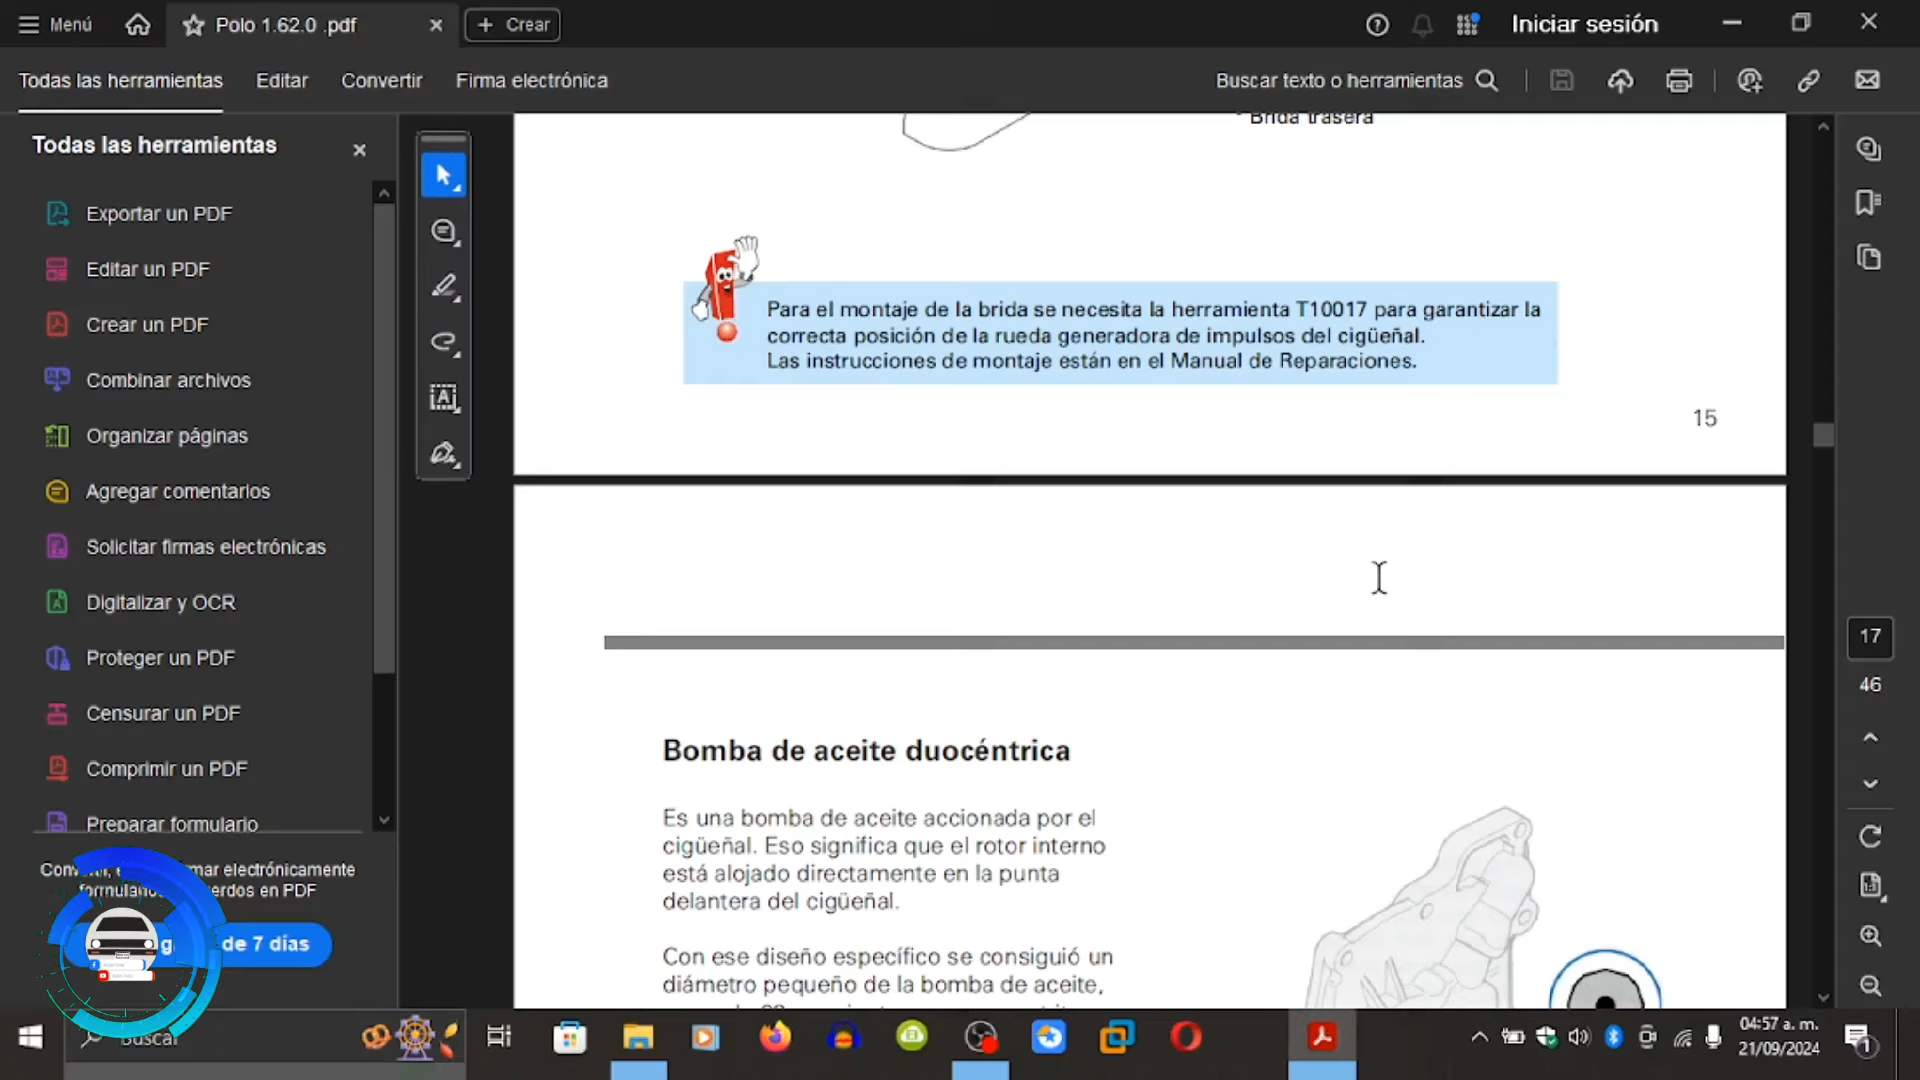 Menú
Polo 1.62.0 .pdf
Crear
Iniciar sesión
Todas las herramientas
Editar
Convertir
Firma electrónica
Buscar texto o herramientas
Todas las herramientas
Exportar un PDF
Editar un PDF
Crear un PDF
Combinar archivos
Organizar páginas
Agregar comentarios
Solicitar firmas electrónicas
Digitalizar y OCR
Proteger un PDF
Censurar un PDF
Comprimir un PDF
Preparar formulario
mar electrónicamente
en PDF
de 7 días
Brida trasera
Para el montaje de la brida se necesita la herramienta T10017 para garantizar la
correcta posición de la rueda generadora de impulsos del cigüeñal.
Las instrucciones de montaje están en el Manual de Reparaciones.
15
Bomba de aceite duocéntrica
Es una bomba de aceite accionada por el
cigüeñal. Eso significa que el rotor interno
está alojado directamente en la punta
delantera del cigüeñal.
Con ese diseño específico se consiguió un
diámetro pequeño de la bomba de aceite,
17
46
Buscar
04:57 a. m.
21/09/2024
1